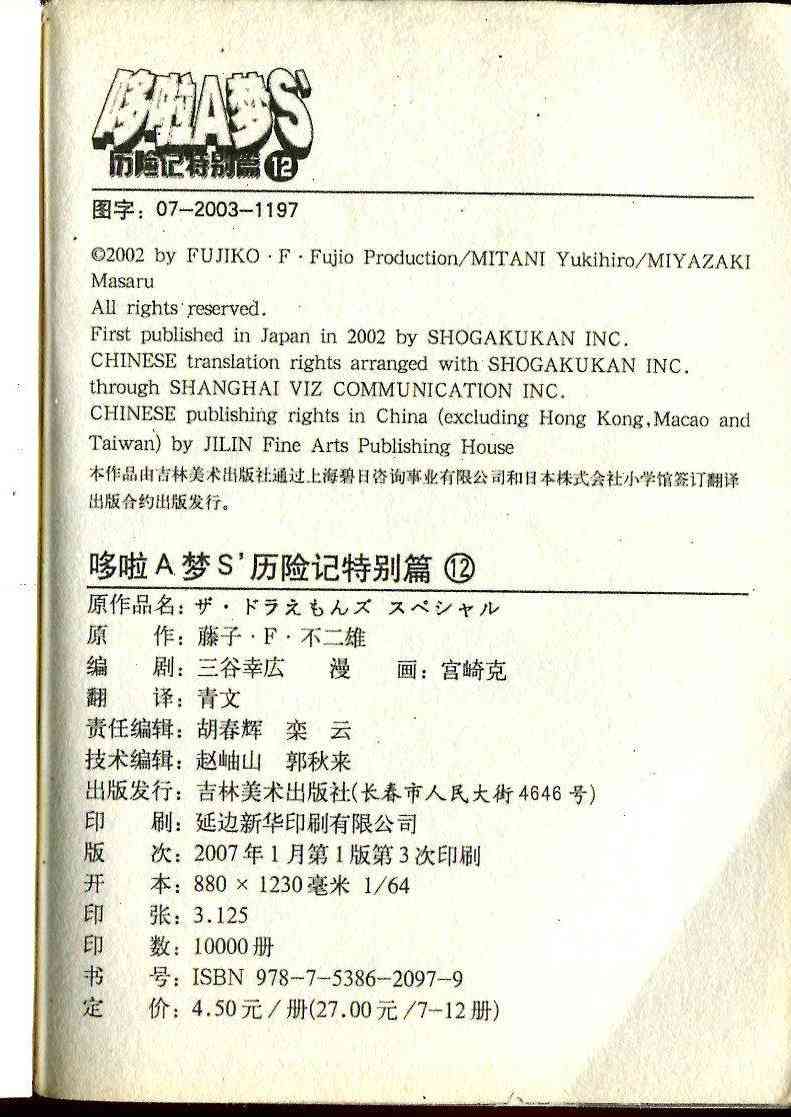 哆啦A梦S'
历险记特别篇 12
图字：07-2003-1197
©2002 by FUJIKO·F·Fujio Production/MITANI Yukihiro/MIYAZAKI
Masaru
All rights reserved.
First published in Japan in 2002 by SHOGAKUKAN INC.
CHINESE translation rights arranged with SHOGAKUKAN INC.
through SHANGHAI VIZ COMMUNICATION INC.
CHINESE publishing rights in China (excluding Hong Kong,Macao and
Taiwan) by JILIN Fine Arts Publishing House
本作品由吉林美术出版社通过上海碧日咨询事业有限公司和日本株式会社小学馆签订翻译
出版合约出版发行。
哆啦A梦S'历险记特别篇 ⑫
原作品名：ザ・ドラえもんズ スペシャル
原 作：藤子·F·不二雄
编 剧：三谷幸広 漫 画：宫崎克
翻 译：青文
责任编辑：胡春辉 栾 云
技术编辑：赵岫山 郭秋来
出版发行：吉林美术出版社(长春市人民大街4646号)
印 刷：延边新华印刷有限公司
版 次：2007年1月第1版第3次印刷
开 本：880×1230毫米 1/64
印 张：3.125
印 数：10000册
书 号：ISBN 978-7-5386-2097-9
定 价：4.50元/册(27.00元/7-12册)